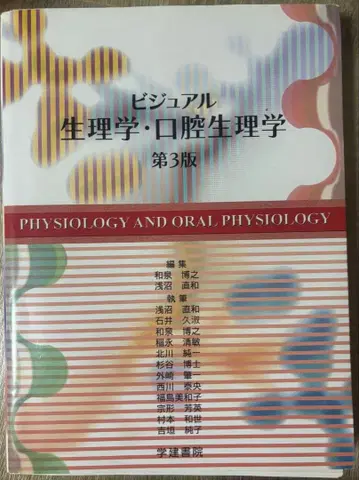 ビジュアル
生理学・口腔生理学
第3版
PHYSIOLOGY AND ORAL PHYSIOLOGY
編 集
和泉 博之
浅沼 直和
執 筆
浅沼 直和
石井 久淑
和泉 博之
稲永 清敏
北川 純一
杉谷 博士
外崎 肇一
西川 泰央
福島美和子
宗形 芳英
村本 和世
吉垣 純子
学建書院